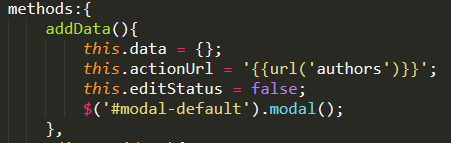 methods:{
addData(){
this.data = {};
this.actionUrl = '{{url('authors')}}';
this.editStatus = false;
$('#modal-default').modal();
},